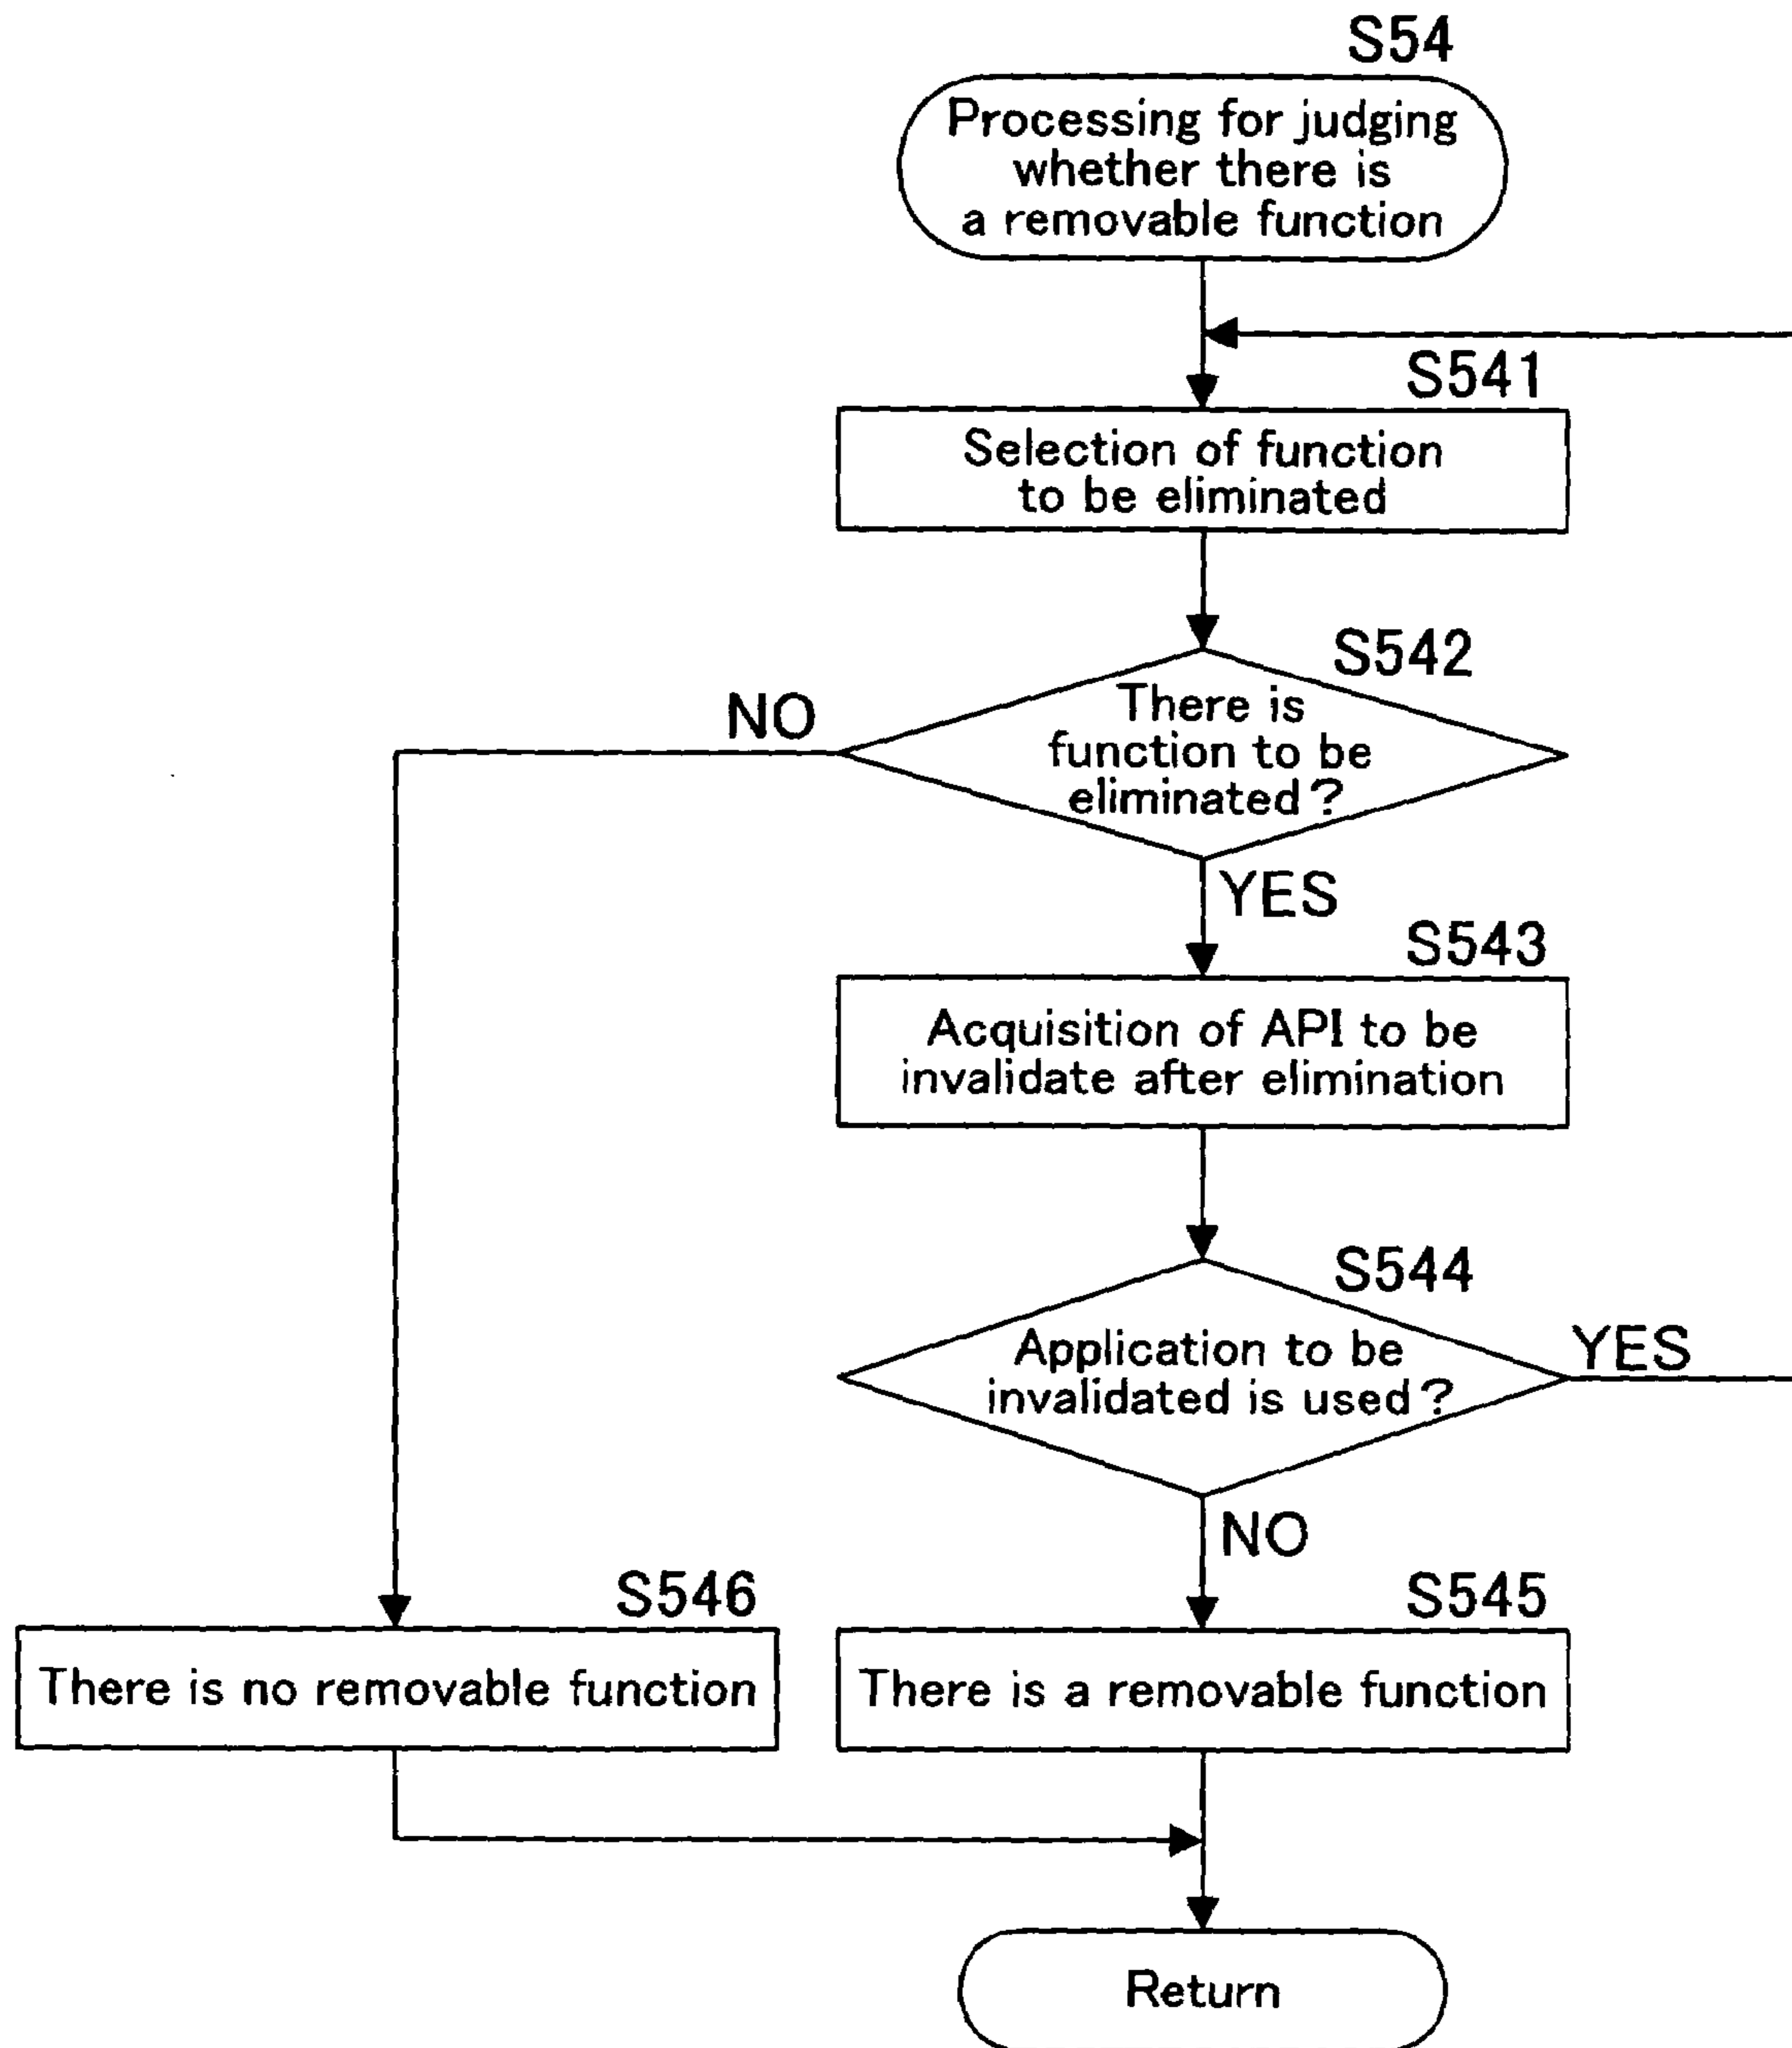 S54
Processing for judging
whether there is
a removable function
S541
Selection of function
to be eliminated
S542
NO
There is
function to be
eliminated?
YES
S543
Acquisition of API to be
invalidate after elimination
S544
Application to be
invalidated is used?
YES
NO
S546
S545
There is no removable function
There is a removable function
Return